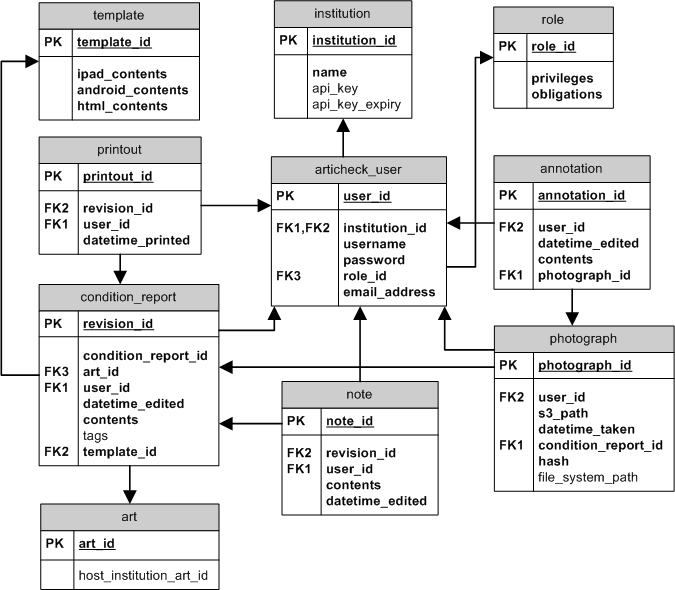 template
PK template_id
ipad_contents
android_contents
html_contents
institution
PK institution_id
name
api_key
api_key_expiry
role
PK role_id
privileges
obligations
printout
PK printout_id
FK2 revision_id
FK1 user_id
datetime_printed
articheck_user
PK user_id
FK1,FK2 institution_id
username
password
FK3 role_id
email_address
annotation
PK annotation_id
FK2 user_id
datetime_edited
contents
FK1 photograph_id
condition_report
PK revision_id
condition_report_id
FK3 art_id
FK1 user_id
datetime_edited
contents
tags
FK2 template_id
note
PK note_id
FK2 revision_id
FK1 user_id
contents
datetime_edited
photograph
PK photograph_id
FK2 user_id
s3_path
datetime_taken
FK1 condition_report_id
hash
file_system_path
art
PK art_id
host_institution_art_id